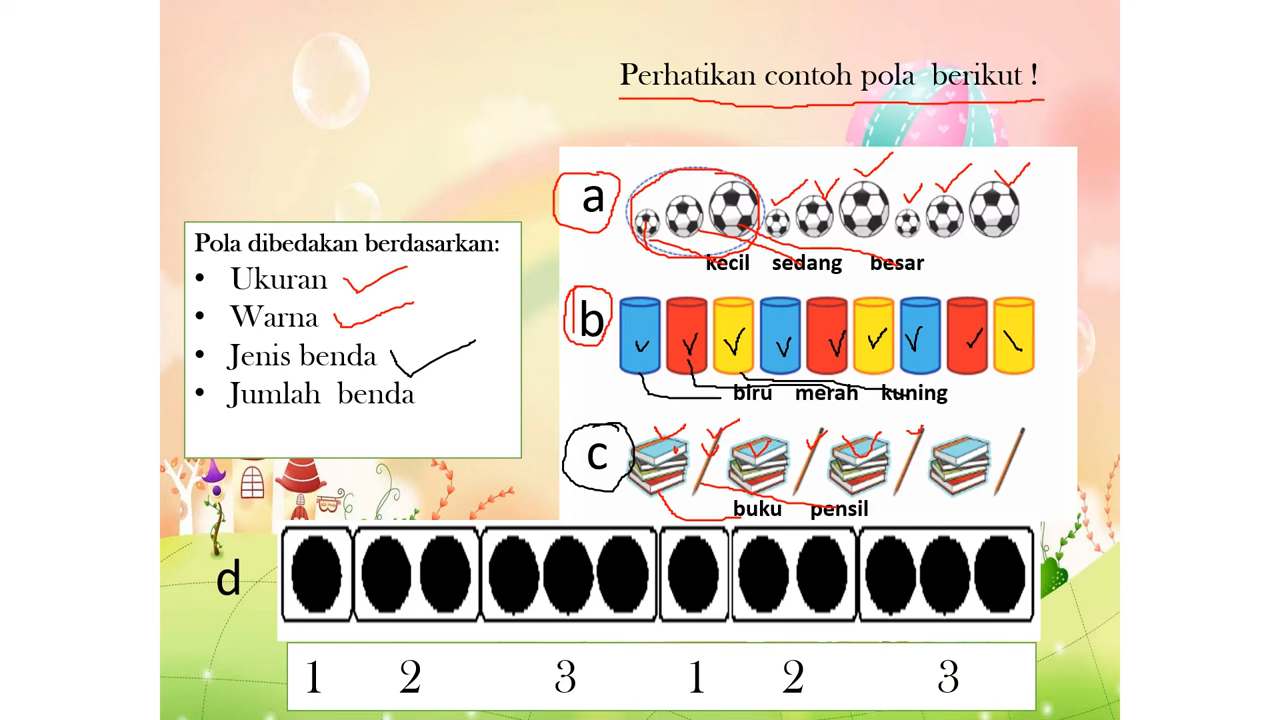 Perhatikan contoh pola berikut !
Pola dibedakan berdasarkan:
• Ukuran
• Warna
• Jenis benda
• Jumlah benda
a
kecil sedang besar
b
biru merah kuning
c
buku pensil
d
1 2 3 1 2 3